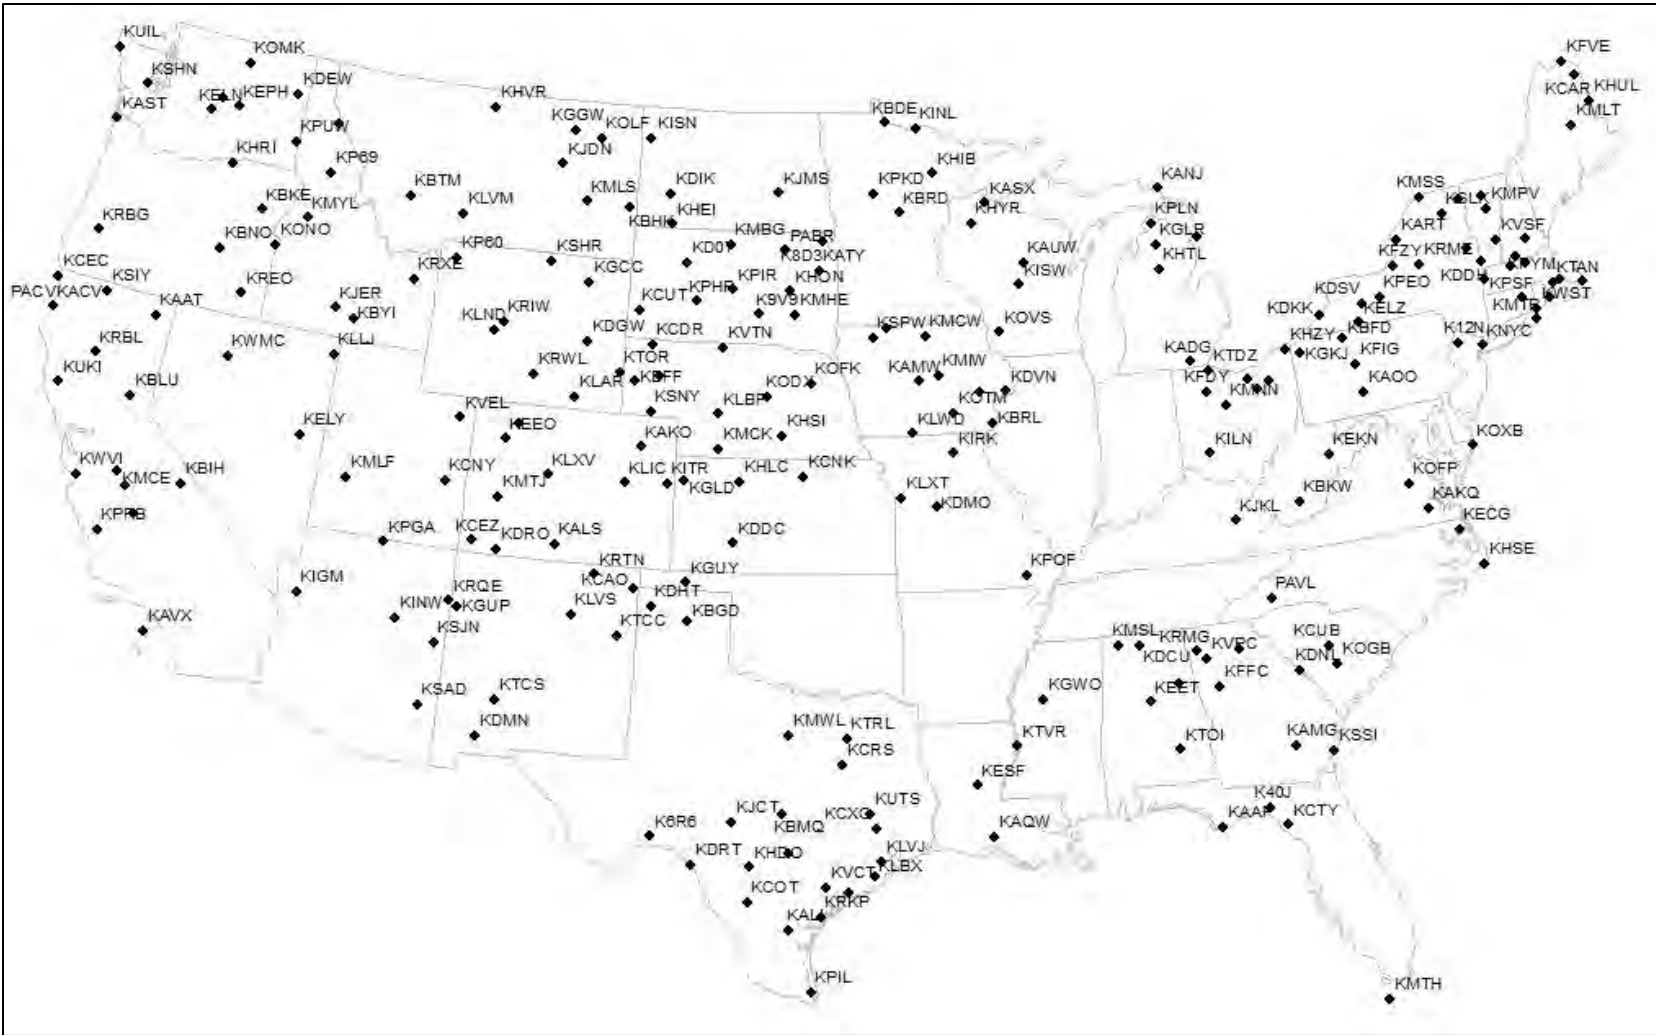 KUIL
KOMK
KFVE
KSHN
KDEW
KELN
KEPH
KHVR
KCAR
KHUL
KAST
KMLT
KGGW
KOLF
KISN
KBDE
KINL
KPUW
KHRI
KP69
KJDN
KHIB
KANJ
KBTM
KLVM
KMLS
KDIK
KJMS
KPKD
KBRD
KASX
KMSS
KSLK
KMPV
KBKE
KMYL
KBHK
KHEI
KHYR
KPLN
KRBG
KBNO
KONO
KMBG
PABR
KGLR
KART
KVSF
KP60
KSHR
KD07
K8D3
KATY
KAUW
KHTL
KFZY
KCEC
KSIY
KREO
KRXE
KGCC
KPHP
KPIR
KHON
KISW
KDDH
KTAN
PACV
KACV
KAAT
KJER
KBYI
KCUT
K9V9
KMHE
KDSV
KPEO
KPSF
KWST
KLND
KRIW
KDKK
KELZ
KRBL
KWMC
KLLJ
KDGW
KCDR
KVTN
KSPW
KMCW
KOVS
KHZY
KBFD
K12N
KNYC
KUKI
KBLU
KRWL
KTOR
KOFK
KAMW
KMIW
KADG
KTDZ
KGKJ
KFIG
KLAR
KBFF
KODX
KDVN
KFDY
KMNN
KAOO
KVEL
KEEO
KSNY
KLBF
KOTM
KELY
KAKO
KMCK
KHSI
KLWD
KBRL
KIRK
KILN
KEKN
KOXB
KWVI
KMCE
KBIH
KMLF
KCNY
KMTJ
KLXV
KLIC
KITR
KGLD
KHLC
KCNK
KLXT
KDMO
KBKW
KOFP
KAKQ
KJKL
KPRB
KPGA
KCEZ
KDRO
KALS
KDDC
KECG
KHSE
KIGM
KRTN
KGUY
KPOF
KRQE
KCAO
KDHT
PAVL
KAVX
KINW
KGUP
KLVS
KTCC
KBGD
KSJN
KMSL
KDCU
KRMG
KVPC
KCUB
KOGB
KDNL
KSAD
KTCS
KGWO
KEET
KFFC
KDMN
KMWL
KTRL
KTVR
KTOI
KAMG
KSSI
KCRS
KESF
K6R6
KJCT
KBMQ
KCXO
KUTS
KAQW
K40J
KAAF
KCTY
KDRT
KHDO
KLVJ
KLBX
KCOT
KVCT
KRKP
KALI
KPIL
KMTH